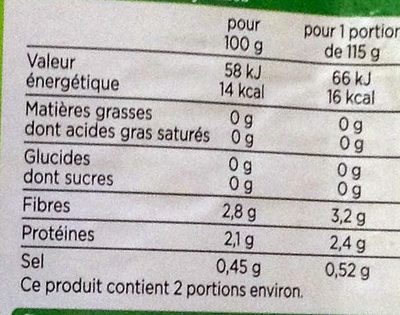 pour pour 1 portion
100 g de 115 g
Valeur 58 kJ 66 kJ
énergétique 14 kcal 16 kcal
Matières grasses 0 g 0 g
dont acides gras saturés 0 g 0 g
Glucides 0 g 0 g
dont sucres 0 g 0 g
Fibres 2,8 g 3,2 g
Protéines 2,1 g 2,4 g
Sel 0,45 g 0,52 g
Ce produit contient 2 portions environ.